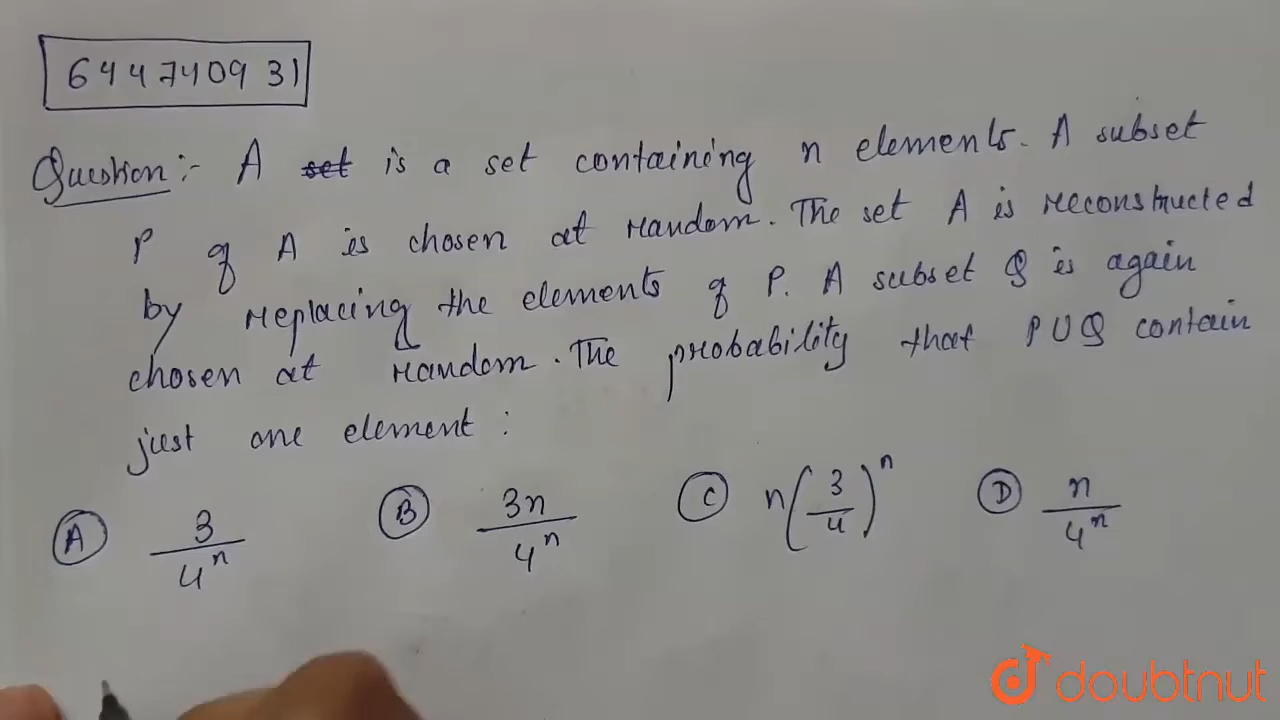 644740931
Question:- A set is a set containing n elements. A subset
P of A is chosen at random. The set A is reconstructed
by replacing the elements of P. A subset Q is again
chosen at random. The probability that P∪Q contain
just one element:
(A) 3/4^n (B) 3n/4^n (C) n(3/4)^n (D) n/4^n
doubtnut